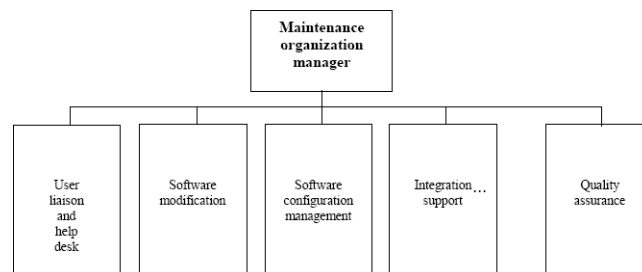 Maintenance
organization
manager
User
liaison
and
help
desk
Software
modification
Software
configuration
management
Integration…
support
Quality
assurance